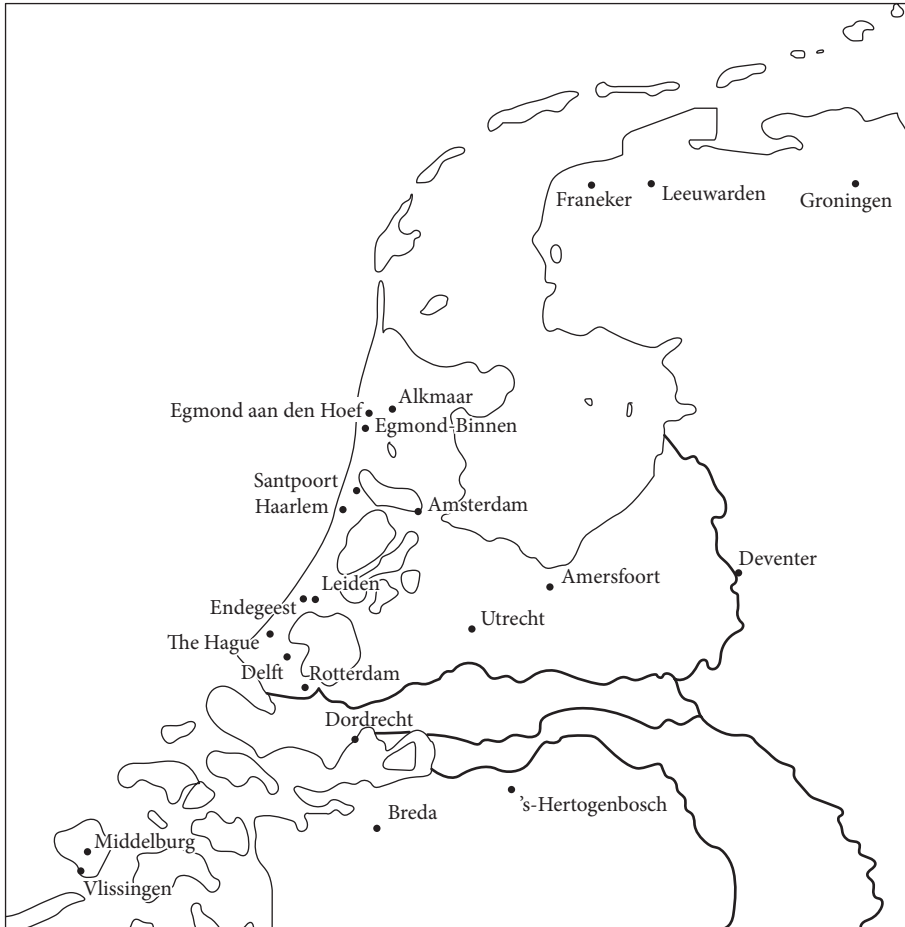 Franeker
Leeuwarden
Groningen
Alkmaar
Egmond aan den Hoef
Egmond-Binnen
Santpoort
Haarlem
Amsterdam
Deventer
Amersfoort
Leiden
Endegeest
Utrecht
The Hague
Delft
Rotterdam
Dordrecht
’s-Hertogenbosch
Breda
Middelburg
Vlissingen